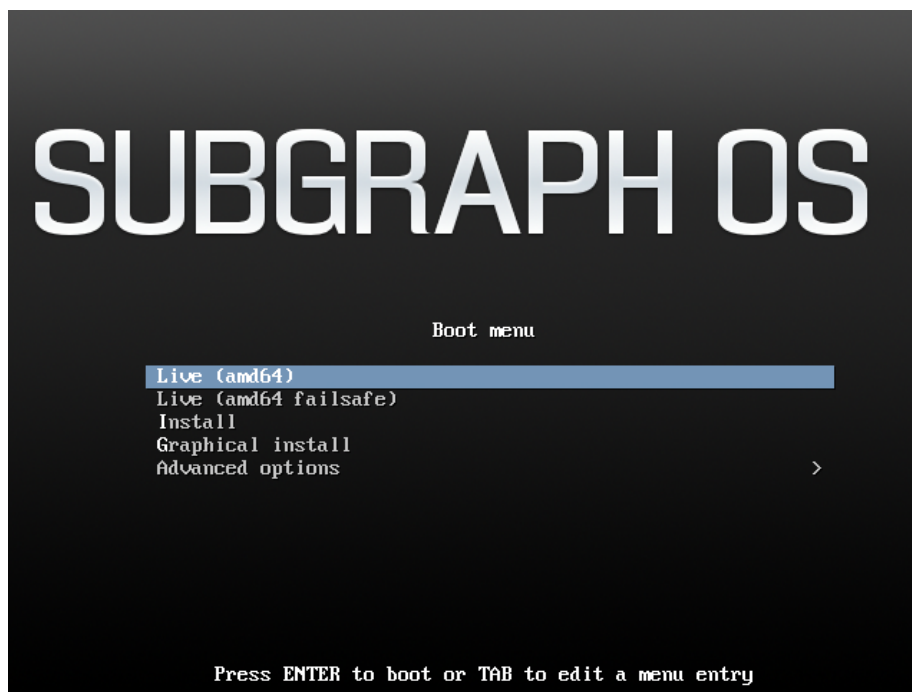 SUBGRAPH OS
Boot menu
Live (amd64)
Live (amd64 failsafe)
Install
Graphical install
Advanced options >
Press ENTER to boot or TAB to edit a menu entry